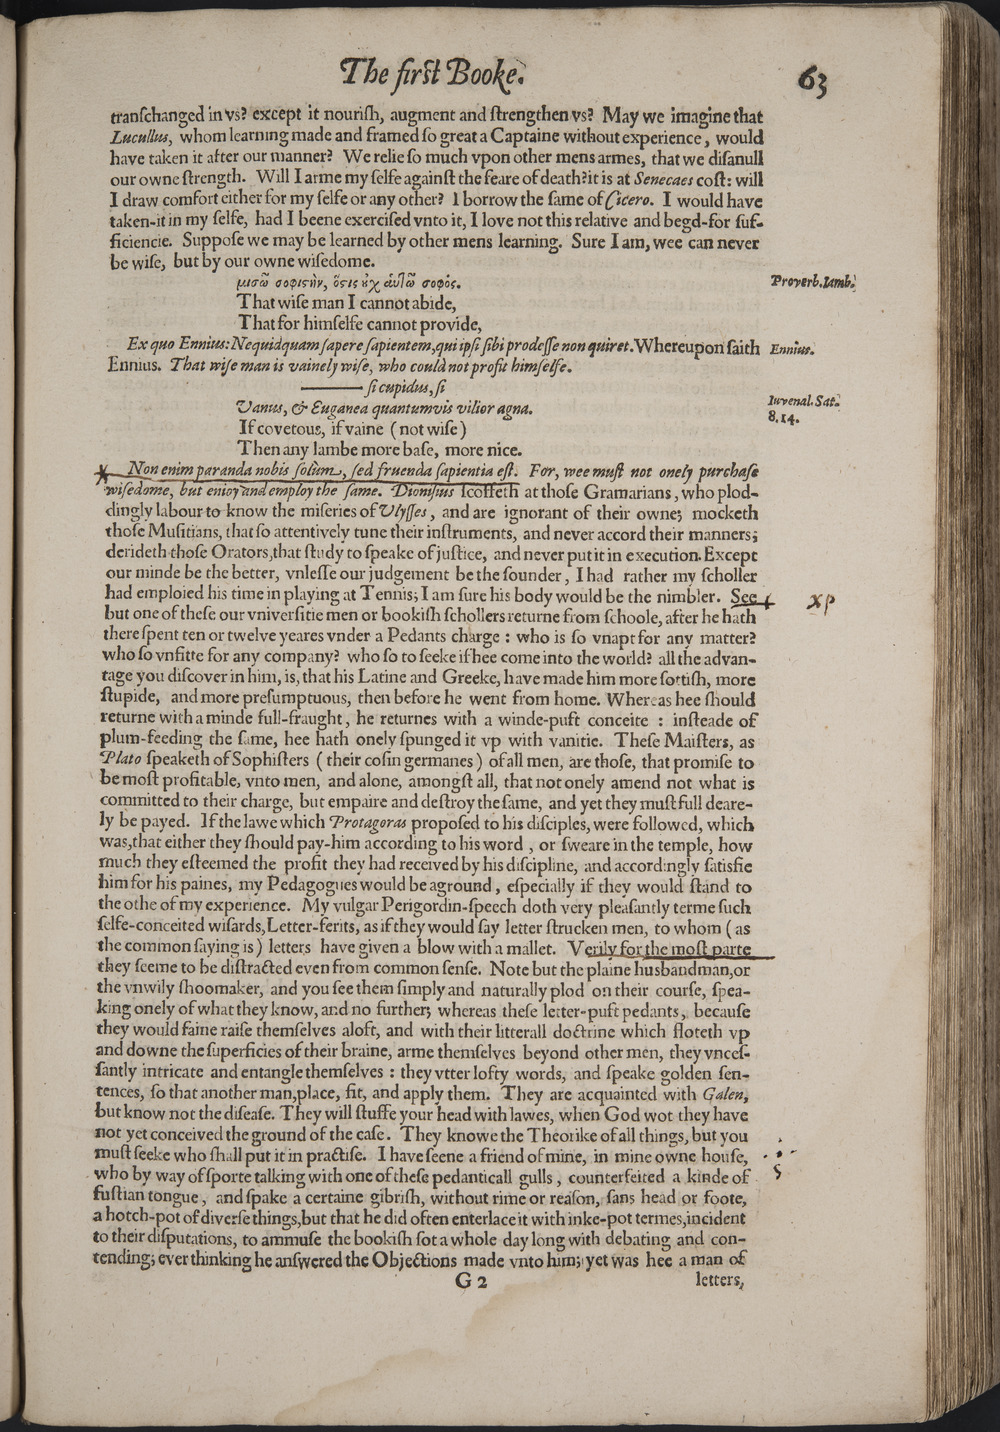 The first Booke.
63
tranſchanged in vs? except it nouriſh, augment and ſtrengthen vs? May we imagine that
Lucullus, whom learning made and framed ſo great a Captaine without experience, would
have taken it after our manner? We relie ſo much vpon other mens armes, that we diſanull
our owne ſtrength. Will I arme my ſelfe againſt the feare of death? it is at Senecaes coſt: will
I draw comfort either for my ſelfe or any other? I borrow the ſame of Cicero. I would have
taken-it in my ſelfe, had I beene exerciſed vnto it, I love not this relative and begd-for ſuf-
ficiencie. Suppoſe we may be learned by other mens learning. Sure I am, wee can never
be wiſe, but by our owne wiſedome.
μισῶ σοφιϛὴν, ὅϛις ȣ̓χ ἁυτῶ σοφός.
Proverb. Iamb.
That wiſe man I cannot abide,
That for himſelfe cannot provide,
Ex quo Ennius: Nequidquam ſapere ſapientem, qui ipſi ſibi prodeſſe non quiret. Whereupon ſaith
Ennius.
Ennius. That wiſe man is vainely wiſe, who could not profit himſelfe.
——— ſi cupidus, ſi
Vanus, & Euganea quantumvis vilior agna.
Iuvenal. Sat.
8.14.
If covetous, if vaine (not wiſe)
Then any lambe more baſe, more nice.
Non enim paranda nobis ſolum, ſed fruenda ſapientia eſt. For, wee muſt not onely purchaſe
wiſedome, but enioy and employ the ſame. Dioniſius ſcoffeth at thoſe Gramarians, who plod-
dingly labour to know the miſeries of Vlyſſes, and are ignorant of their owne; mocketh
thoſe Muſitians, that ſo attentively tune their inſtruments, and never accord their manners;
derideth thoſe Orators, that ſtudy to ſpeake of juſtice, and never put it in execution. Except
our minde be the better, vnleſſe our judgement be the ſounder, I had rather my ſcholler
had emploied his time in playing at Tennis; I am ſure his body would be the nimbler. See
xp
but one of theſe our vniverſitie men or bookiſh ſchollers returne from ſchoole, after he hath
there ſpent ten or twelve yeares vnder a Pedants charge: who is ſo vnapt for any matter?
who ſo vnfitte for any company? who ſo to ſeeke if hee come into the world? all the advan-
tage you diſcover in him, is, that his Latine and Greeke, have made him more ſottiſh, more
ſtupide, and more preſumptuous, then before he went from home. Whereas hee ſhould
returne with a minde full-fraught, he returnes with a winde-puft conceite: inſteade of
plum-feeding the ſame, hee hath onely ſpunged it vp with vanitie. Theſe Maiſters, as
Plato ſpeaketh of Sophiſters (their coſin germanes) of all men, are thoſe, that promiſe to
be moſt profitable, vnto men, and alone, amongſt all, that not onely amend not what is
committed to their charge, but empaire and deſtroy the ſame, and yet they muſt full deare-
ly be payed. If the lawe which Protagoras propoſed to his diſciples, were followed, which
was, that either they ſhould pay-him according to his word, or ſweare in the temple, how
much they eſteemed the profit they had received by his diſcipline, and accordingly ſatisfie
him for his paines, my Pedagogues would be aground, eſpecially if they would ſtand to
the othe of my experience. My vulgar Perigordin-ſpeech doth very pleaſantly terme ſuch
ſelfe-conceited wiſards, Letter-ferits, as if they would ſay letter ſtrucken men, to whom (as
the common ſaying is) letters have given a blow with a mallet. Verily for the moſt parte
they ſeeme to be diſtracted even from common ſenſe. Note but the plaine husbandman, or
the vnwily ſhoomaker, and you ſee them ſimply and naturally plod on their courſe, ſpea-
king onely of what they know, and no further; whereas theſe letter-puft pedants, becauſe
they would faine raiſe themſelves aloft, and with their litterall doctrine which floteth vp
and downe the ſuperficies of their braine, arme themſelves beyond other men, they vnceſ-
ſantly intricate and entangle themſelves: they vtter lofty words, and ſpeake golden ſen-
tences, ſo that another man, place, fit, and apply them. They are acquainted with Galen,
but know not the diſeaſe. They will ſtuffe your head with lawes, when God wot they have
not yet conceived the ground of the caſe. They knowe the Theorike of all things, but you
muſt ſeeke who ſhall put it in practiſe. I have ſeene a friend of mine, in mine owne houſe,
who by way of ſporte talking with one of theſe pedanticall gulls, counterfeited a kinde of
fuſtian tongue, and ſpake a certaine gibriſh, without rime or reaſon, ſans head or foote,
a hotch-pot of diverſe things, but that he did often enterlace it with inke-pot termes, incident
to their diſputations, to ammuſe the bookiſh ſot a whole day long with debating and con-
tending; ever thinking he anſwered the Objections made vnto him; yet was hee a man of
G 2
letters,